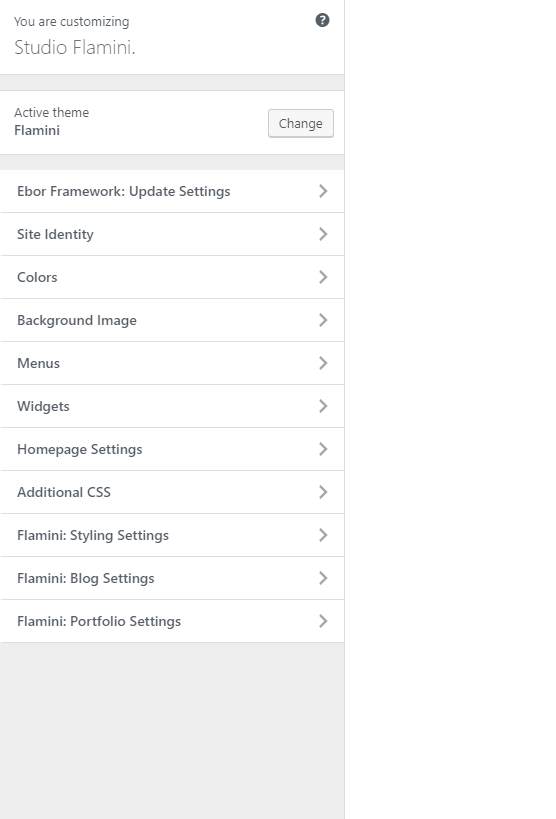 You are customizing
Studio Flamini.
Active theme
Flamini
Change
Ebor Framework: Update Settings
Site Identity
Colors
Background Image
Menus
Widgets
Homepage Settings
Additional CSS
Flamini: Styling Settings
Flamini: Blog Settings
Flamini: Portfolio Settings